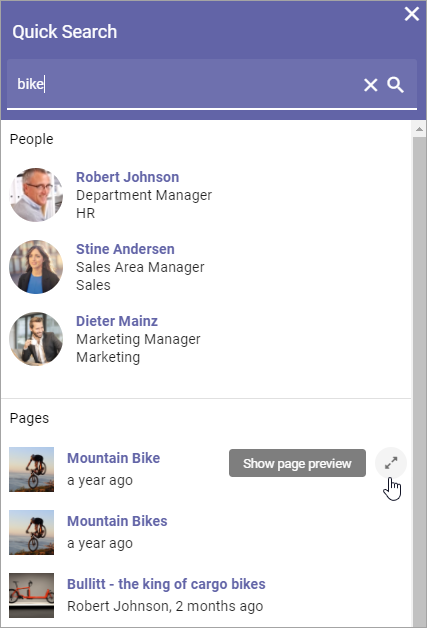 Quick Search
bike
People
Robert Johnson
Department Manager
HR
Stine Andersen
Sales Area Manager
Sales
Dieter Mainz
Marketing Manager
Marketing
Pages
Mountain Bike
a year ago
Show page preview
Mountain Bikes
a year ago
Bullitt - the king of cargo bikes
Robert Johnson, 2 months ago